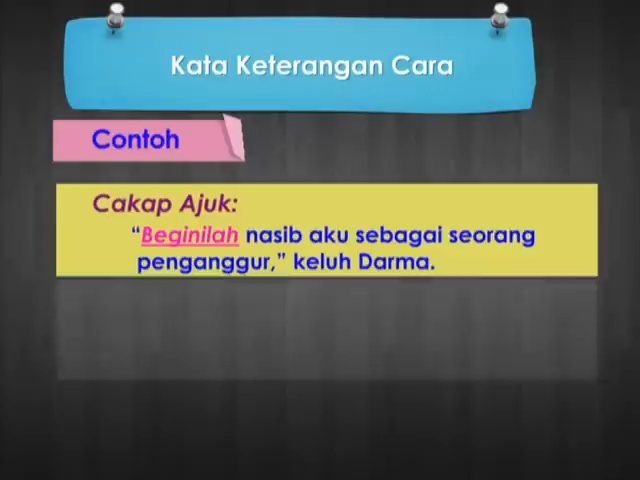 Kata Keterangan Cara
Contoh
Cakap Ajuk:
“Beginilah nasib aku sebagai seorang
penganggur,” keluh Darma.